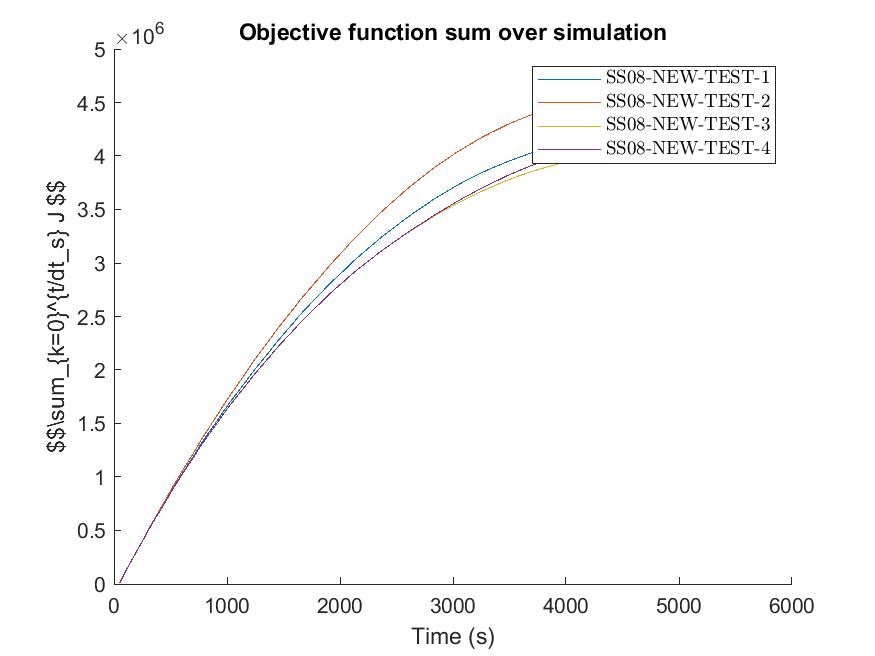 Objective function sum over simulation
×10^6
5
4.5
4
3.5
3
2.5
2
1.5
1
0.5
0
$$\sum_{k=0}^{t/dt_s} J $$
SS08-NEW-TEST-1
SS08-NEW-TEST-2
SS08-NEW-TEST-3
SS08-NEW-TEST-4
0 1000 2000 3000 4000 5000 6000
Time (s)